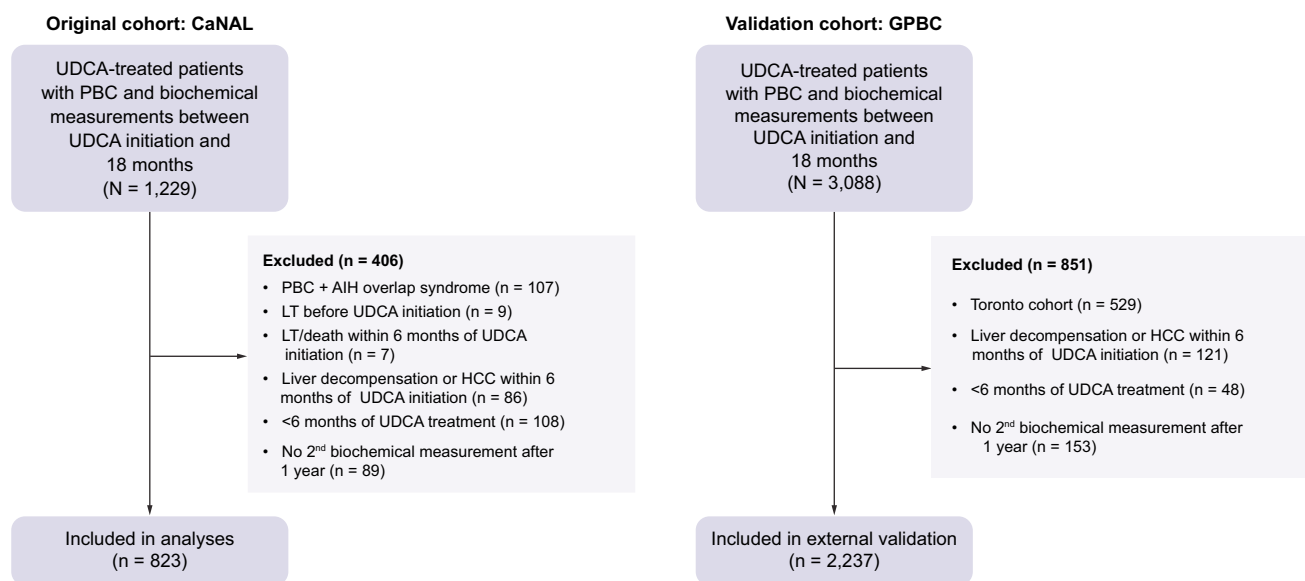 Original cohort: CaNAL
UDCA-treated patients
with PBC and biochemical
measurements between
UDCA initiation and
18 months
(N = 1,229)
Excluded (n = 406)
• PBC + AIH overlap syndrome (n = 107)
• LT before UDCA initiation (n = 9)
• LT/death within 6 months of UDCA
initiation (n = 7)
• Liver decompensation or HCC within 6
months of UDCA initiation (n = 86)
• <6 months of UDCA treatment (n = 108)
• No 2nd biochemical measurement after
1 year (n = 89)
Included in analyses
(n = 823)
Validation cohort: GPBC
UDCA-treated patients
with PBC and biochemical
measurements between
UDCA initiation and
18 months
(N = 3,088)
Excluded (n = 851)
• Toronto cohort (n = 529)
• Liver decompensation or HCC within 6
months of UDCA initiation (n = 121)
• <6 months of UDCA treatment (n = 48)
• No 2nd biochemical measurement after
1 year (n = 153)
Included in external validation
(n = 2,237)